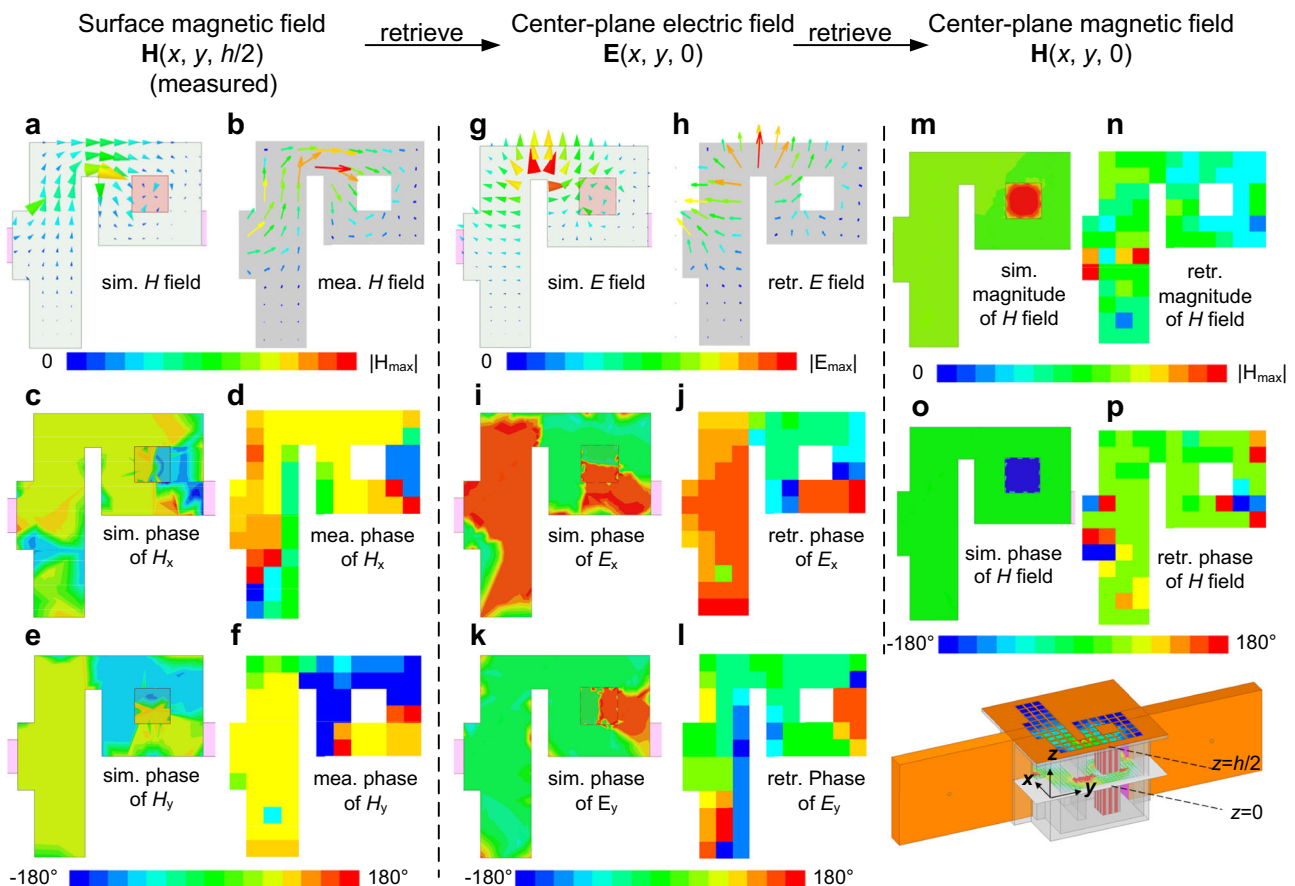 Surface magnetic field
H(x, y, h/2)
(measured)
retrieve
Center-plane electric field
E(x, y, 0)
retrieve
Center-plane magnetic field
H(x, y, 0)
a
b
g
h
m
n
sim. H field
mea. H field
sim. E field
retr. E field
sim.
magnitude
of H field
retr.
magnitude
of H field
0
|Hmax|
0
|Emax|
0
|Hmax|
c
d
i
j
o
p
sim. phase
of Hx
mea. phase
of Hx
sim. phase
of Ex
retr. phase
of Ex
sim. phase
of H field
retr. phase
of H field
e
f
k
l
-180°
180°
sim. phase
of Hy
mea. phase
of Hy
sim. phase
of Ey
retr. Phase
of Ey
z
x
y
z=h/2
z=0
-180°
180°
-180°
180°